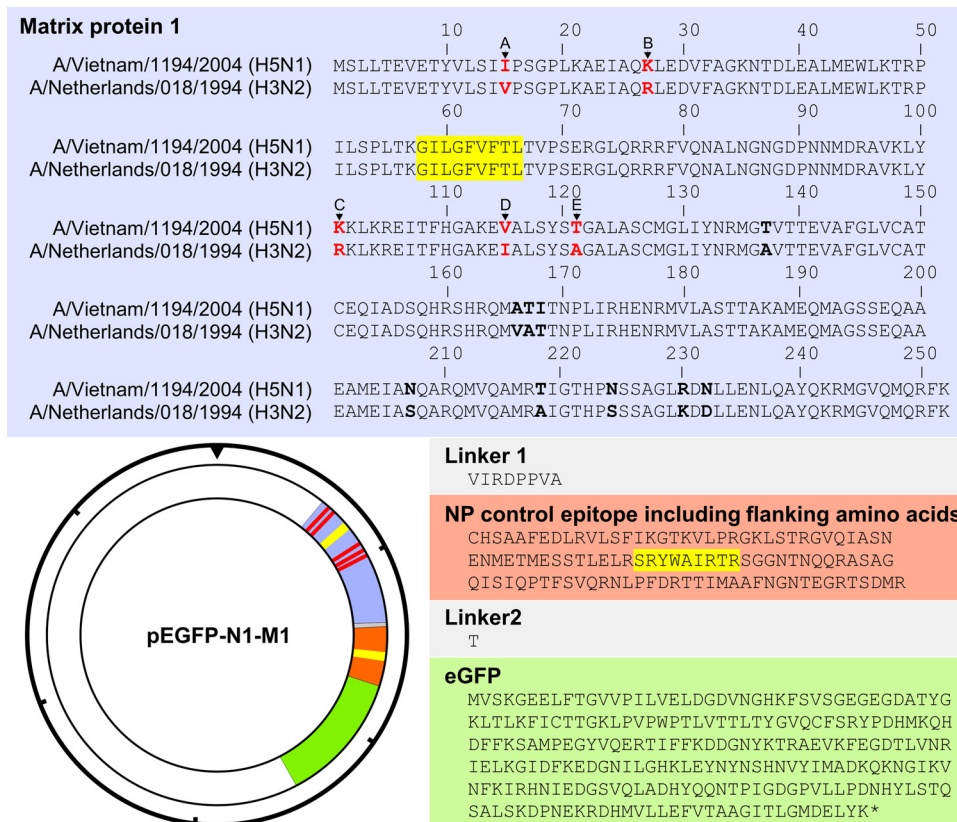 Matrix protein 1
10 20 30 40 50
A B
A/Vietnam/1194/2004 (H5N1) MSLLTEVETYVLSIIPSGPLKAEIAQKLEDVFAGKNTDLEALMEWLKTRP
A/Netherlands/018/1994 (H3N2) MSLLTEVETYVLSIVPSGPLKAEIAQRLEDVFAGKNTDLEALMEWLKTRP
60 70 80 90 100
A/Vietnam/1194/2004 (H5N1) ILSPLTKGILGFVFTLTVPSERGLQRRRFVQNALNGNGDPNNMDRAVKLY
A/Netherlands/018/1994 (H3N2) ILSPLTKGILGFVFTLTVPSERGLQRRRFVQNALNGNGDPNNMDRAVKLY
110 120 130 140 150
C D E
A/Vietnam/1194/2004 (H5N1) KKLKREITFHGAKEVALSYSTGALASCMGLIYNRMGTVTTEVAFGLVCAT
A/Netherlands/018/1994 (H3N2) RKLKREITFHGAKEIALSYSAGALASCMGLIYNRMGAVTTEVAFGLVCAT
160 170 180 190 200
A/Vietnam/1194/2004 (H5N1) CEQIADSQHRSHRQMATITNPLIRHENRMVLASTTAKAMEQMAGSSEQAA
A/Netherlands/018/1994 (H3N2) CEQIADSQHRSHRQMVATTNPLIRHENRMVLASTTAKAMEQMAGSSEQAA
210 220 230 240 250
A/Vietnam/1194/2004 (H5N1) EAMEIANQARQMVQAMRTIGTHPNSSAGLRDNLLENLQAYQKRMGVQMQRFK
A/Netherlands/018/1994 (H3N2) EAMEIASQARQMVQAMRAIGTHPSSSAGLKDDLLENLQAYQKRMGVQMQRFK
pEGFP-N1-M1
Linker 1
VIRDPPVA
NP control epitope including flanking amino acids
CHSAAFEDLRVLSFIKGTKVLPRGKLSTRGVQIASN
ENMETMESSTLELRSRYWAIRTRSGGNTNQQRASAG
QISIQPTFSVQRNLPFDRTTIMAAFNGNTEGRTSDMR
Linker2
T
eGFP
MVSKGEELFTGVVPILVELDGDVNGHKFSVSGEGEGDATYG
KLTLKFICTTGKLPVPWPTLVTTLTYGVQCFSRYPDHMKQH
DFFKSAMPEGYVQERTIFFKDDGNYKTRAEVKFEGDTLVNR
IELKGIDFKEDGNILGHKLEYNYNSHNVYIMADKQKNGIKV
NFKIRHNIEDGSVQLADHYQQNTPIGDGPVLLPDNHYLSTQ
SALSKDPNEKRDHMVLLEFVTAAGITLGMDELYK*